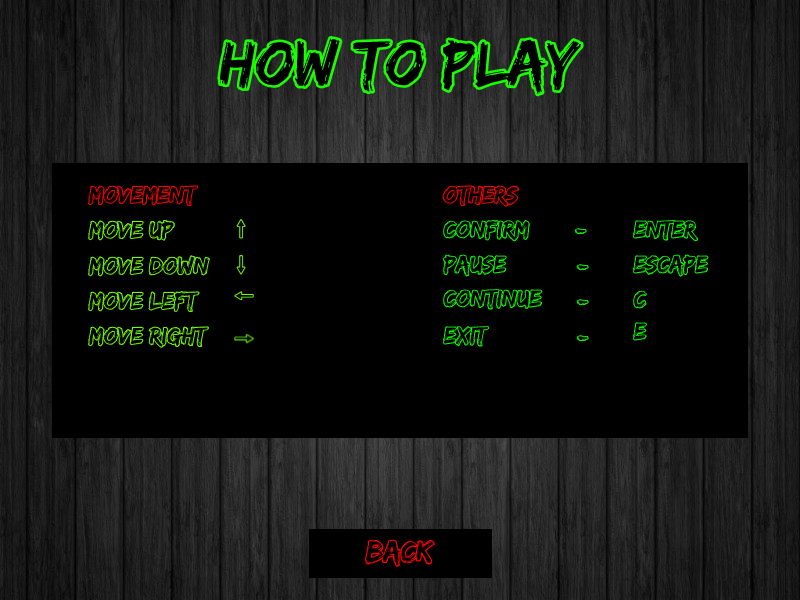 HOW TO PLAY
MOVEMENT
MOVE UP ↑
MOVE DOWN ↓
MOVE LEFT ←
MOVE RIGHT →
OTHERS
CONFIRM - ENTER
PAUSE - ESCAPE
CONTINUE - C
EXIT - E
BACK